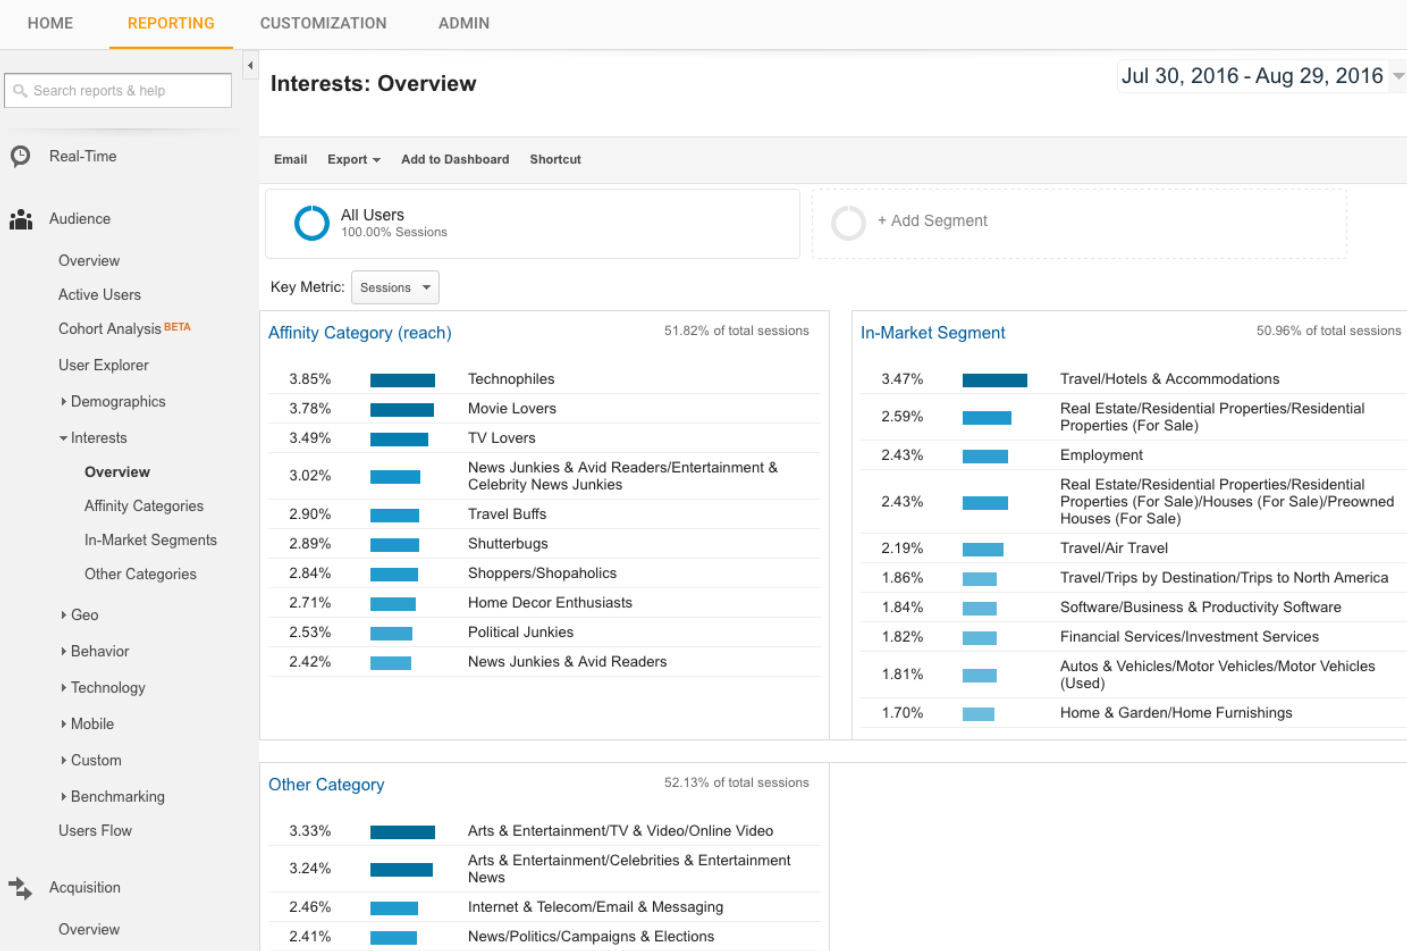 HOME REPORTING CUSTOMIZATION ADMIN
Search reports & help
Real-Time
Audience
Overview
Active Users
Cohort Analysis BETA
User Explorer
Demographics
Interests
Overview
Affinity Categories
In-Market Segments
Other Categories
Geo
Behavior
Technology
Mobile
Custom
Benchmarking
Users Flow
Acquisition
Overview
Interests: Overview
Jul 30, 2016 - Aug 29, 2016
Email Export Add to Dashboard Shortcut
All Users
100.00% Sessions
+ Add Segment
Key Metric: Sessions
Affinity Category (reach) 51.82% of total sessions
3.85% Technophiles
3.78% Movie Lovers
3.49% TV Lovers
3.02% News Junkies & Avid Readers/Entertainment &
Celebrity News Junkies
2.90% Travel Buffs
2.89% Shutterbugs
2.84% Shoppers/Shopaholics
2.71% Home Decor Enthusiasts
2.53% Political Junkies
2.42% News Junkies & Avid Readers
In-Market Segment 50.96% of total sessions
3.47% Travel/Hotels & Accommodations
2.59% Real Estate/Residential Properties/Residential
Properties (For Sale)
2.43% Employment
2.43% Real Estate/Residential Properties/Residential
Properties (For Sale)/Houses (For Sale)/Preowned
Houses (For Sale)
2.19% Travel/Air Travel
1.86% Travel/Trips by Destination/Trips to North America
1.84% Software/Business & Productivity Software
1.82% Financial Services/Investment Services
1.81% Autos & Vehicles/Motor Vehicles/Motor Vehicles
(Used)
1.70% Home & Garden/Home Furnishings
Other Category 52.13% of total sessions
3.33% Arts & Entertainment/TV & Video/Online Video
3.24% Arts & Entertainment/Celebrities & Entertainment
News
2.46% Internet & Telecom/Email & Messaging
2.41% News/Politics/Campaigns & Elections